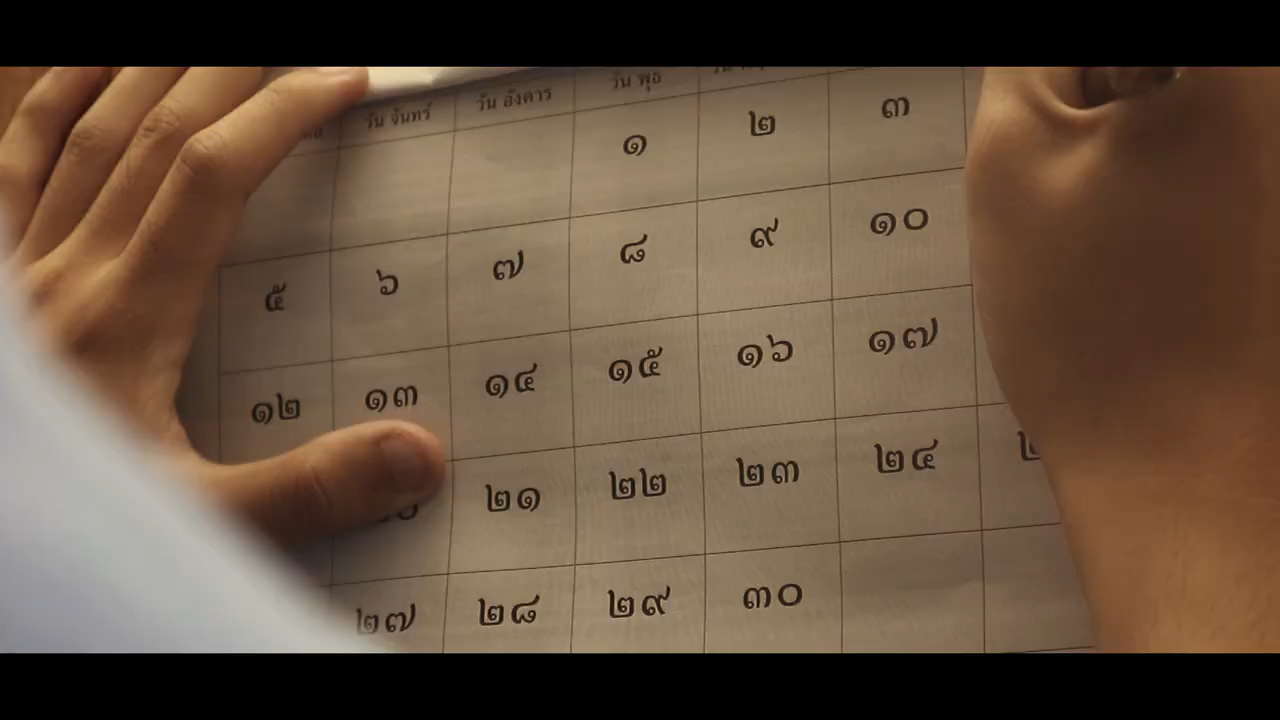 วัน จันทร์ วัน อังคาร วัน พุธ
๑ ๒ ๓
๕ ๖ ๗ ๘ ๙ ๑๐
๑๒ ๑๓ ๑๔ ๑๕ ๑๖ ๑๗
๒๑ ๒๒ ๒๓ ๒๔
๒๗ ๒๘ ๒๙ ๓๐